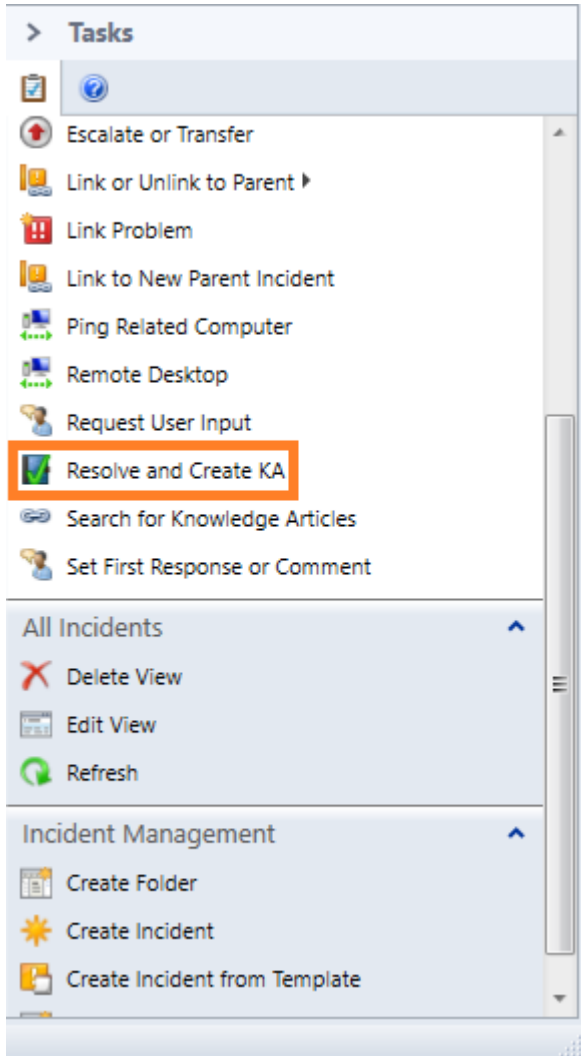 Tasks
Escalate or Transfer
Link or Unlink to Parent
Link Problem
Link to New Parent Incident
Ping Related Computer
Remote Desktop
Request User Input
Resolve and Create KA
Search for Knowledge Articles
Set First Response or Comment
All Incidents
Delete View
Edit View
Refresh
Incident Management
Create Folder
Create Incident
Create Incident from Template